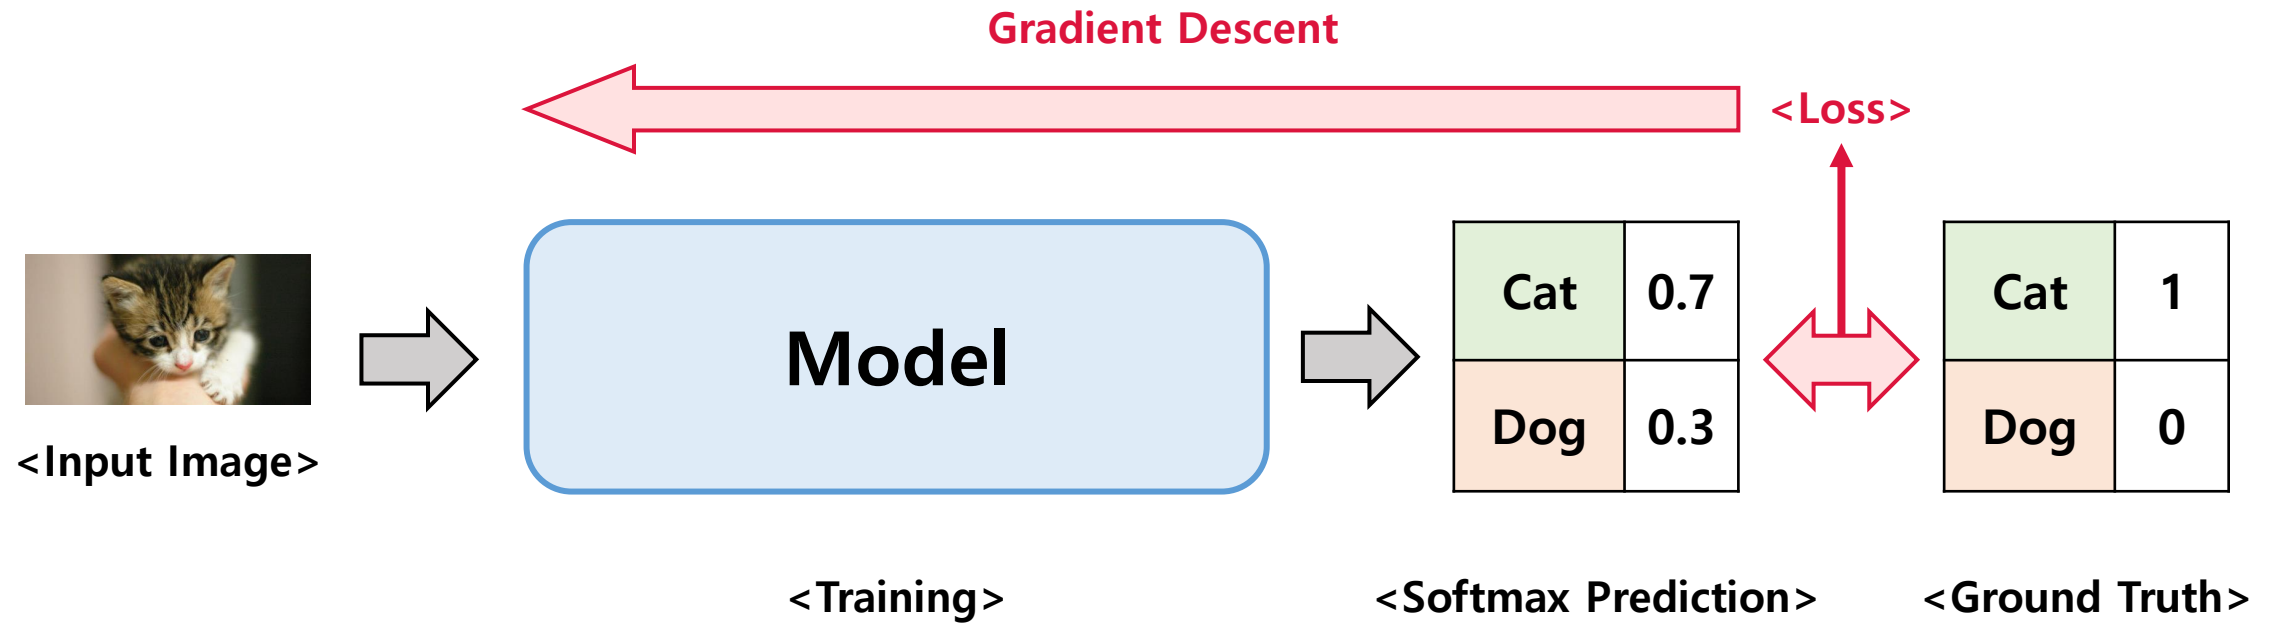 Gradient Descent
<Loss>
Model
Cat 0.7
Dog 0.3
Cat 1
Dog 0
<Input Image>
<Training>
<Softmax Prediction>
<Ground Truth>